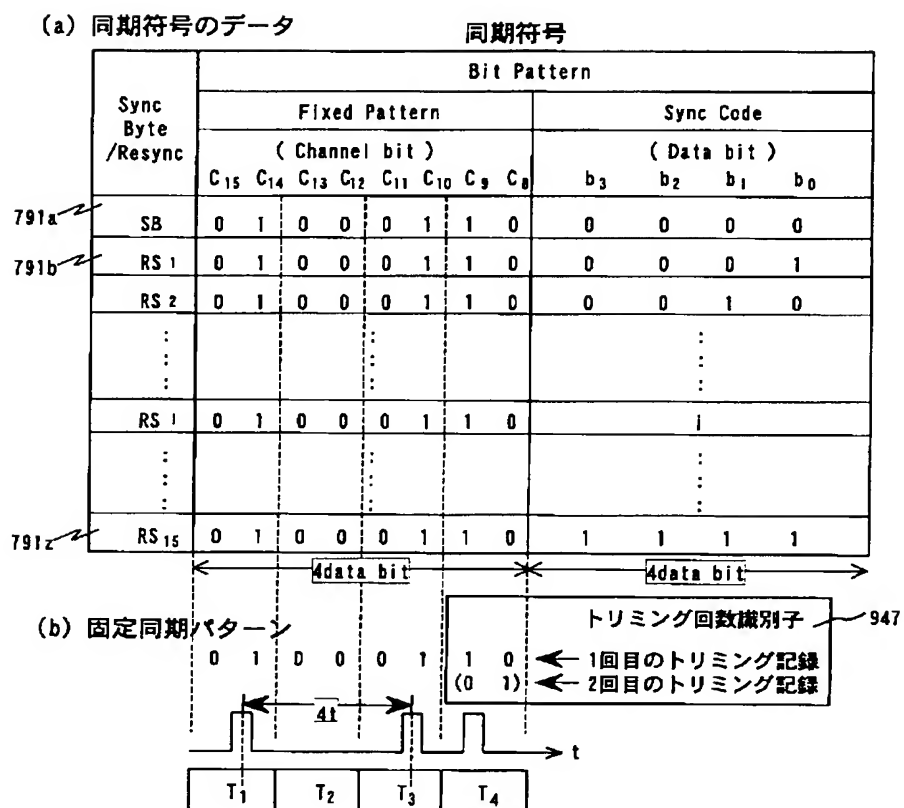 (a) 同期符号のデータ
同期符号
Sync Byte /Resync
Bit Pattern
Fixed Pattern
Sync Code
( Channel bit )
( Data bit )
C15 C14 C13 C12 C11 C10 C9 C8 b3 b2 b1 b0
791a SB 0 1 0 0 0 1 1 0 0 0 0 0
791b RS 1 0 1 0 0 0 1 1 0 0 0 0 1
RS 2 0 1 0 0 0 1 1 0 0 0 1 0
RS i 0 1 0 0 0 1 1 0 i
791z RS 15 0 1 0 0 0 1 1 0 1 1 1 1
4data bit 4data bit
(b) 固定同期パターン
トリミング回数識別子 947
0 1 0 0 0 1 1 0 1回目のトリミング記録
(0 1) 2回目のトリミング記録
4t
t
T1 T2 T3 T4